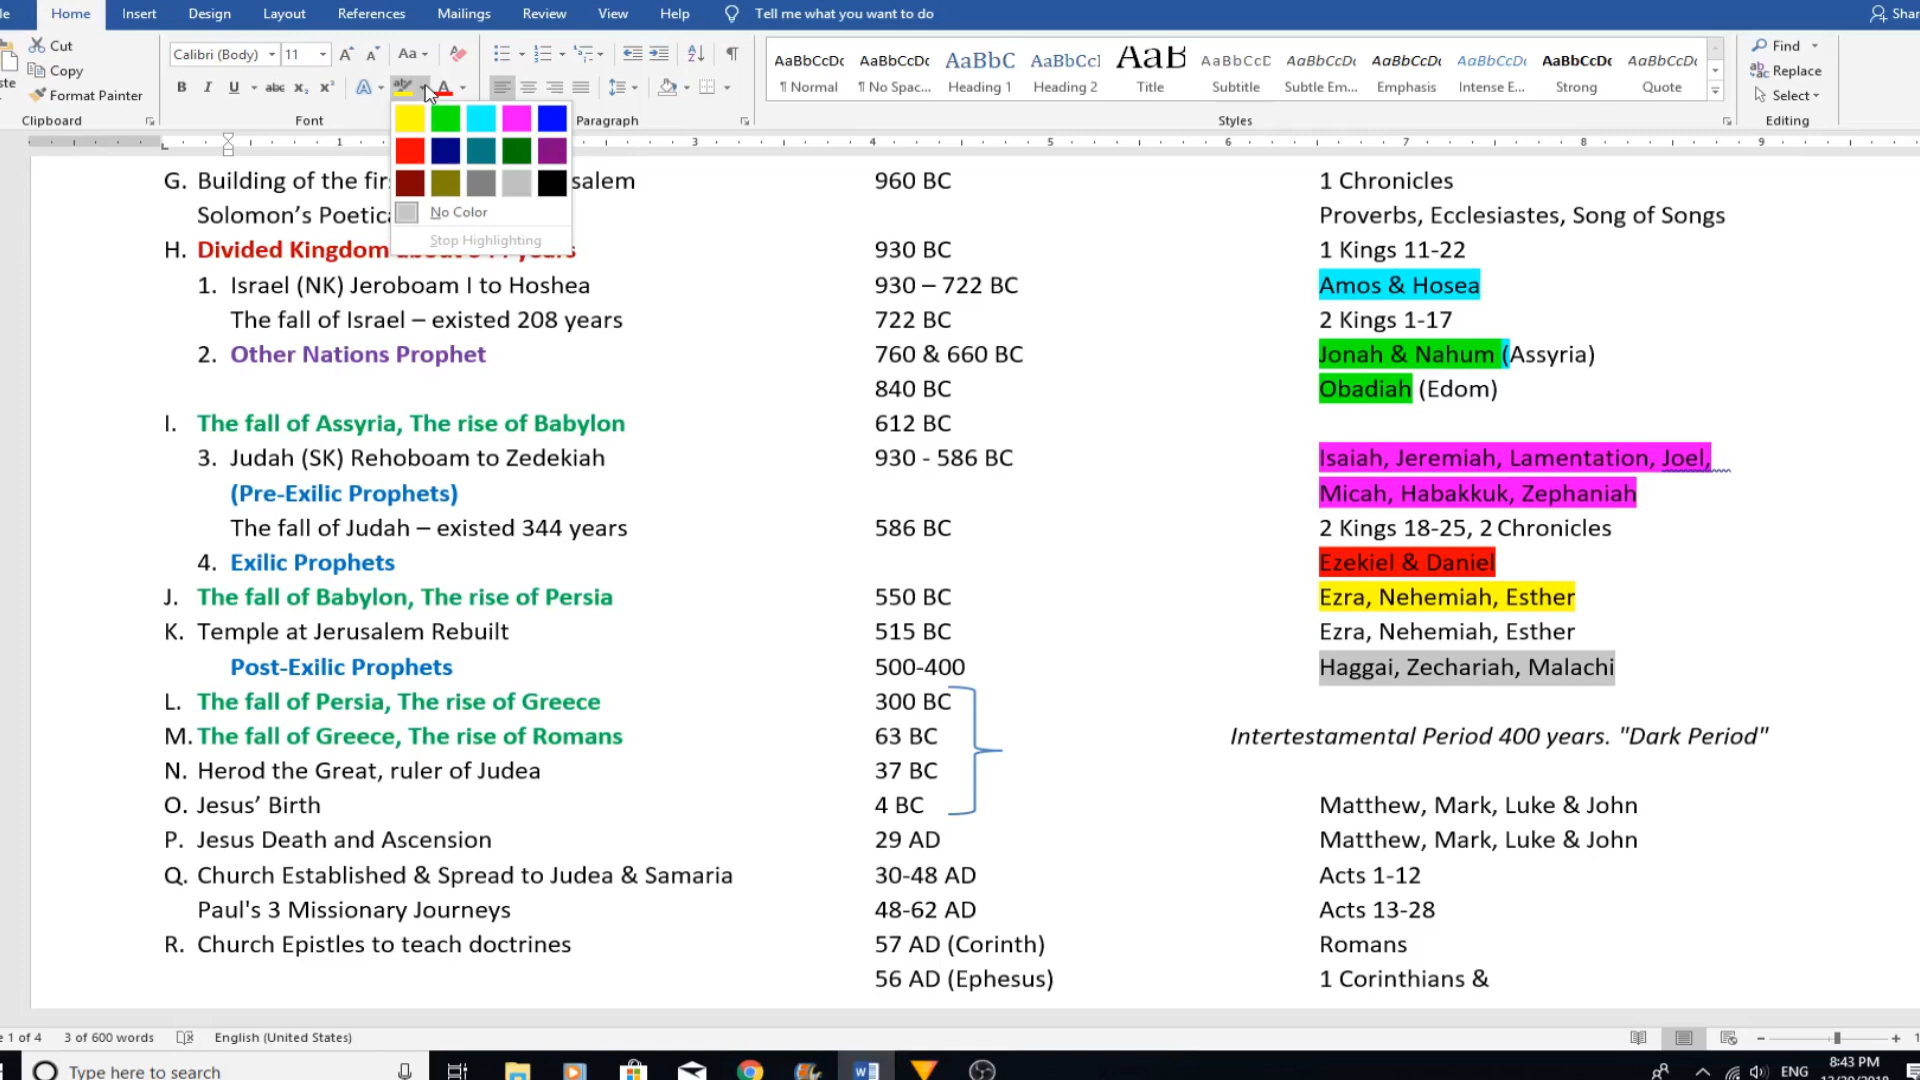 Home Insert Design Layout References Mailings Review View Help Tell me what you want to do
Cut
Copy
Format Painter
Clipboard
Calibri (Body) 11
Font
Paragraph
AaBbCcDc AaBbCcDc AaBbC AaBbCcI AaB AaBbCcD AaBbCcDc AaBbCcDc AaBbCcDc AaBbCcDc AaBbCcDc
¶ Normal ¶ No Spac... Heading 1 Heading 2 Title Subtitle Subtle Em... Emphasis Intense E... Strong Quote
Styles
Find
Replace
Select
Editing
No Color
Stop Highlighting
1 3 4 5 6 7 8 9
G. Building of the 960 BC 1 Chronicles
Solomon’s Proverbs, Ecclesiastes, Song of Songs
H. Divided Kingdom 930 BC 1 Kings 11-22
1. Israel (NK) Jeroboam I to Hoshea 930 – 722 BC Amos & Hosea
The fall of Israel – existed 208 years 722 BC 2 Kings 1-17
2. Other Nations Prophet 760 & 660 BC Jonah & Nahum (Assyria)
840 BC Obadiah (Edom)
I. The fall of Assyria, The rise of Babylon 612 BC
3. Judah (SK) Rehoboam to Zedekiah 930 - 586 BC Isaiah, Jeremiah, Lamentation, Joel,
(Pre-Exilic Prophets) Micah, Habakkuk, Zephaniah
The fall of Judah – existed 344 years 586 BC 2 Kings 18-25, 2 Chronicles
4. Exilic Prophets Ezekiel & Daniel
J. The fall of Babylon, The rise of Persia 550 BC Ezra, Nehemiah, Esther
K. Temple at Jerusalem Rebuilt 515 BC Ezra, Nehemiah, Esther
Post-Exilic Prophets 500-400 Haggai, Zechariah, Malachi
L. The fall of Persia, The rise of Greece 300 BC
M. The fall of Greece, The rise of Romans 63 BC Intertestamental Period 400 years. "Dark Period"
N. Herod the Great, ruler of Judea 37 BC
O. Jesus’ Birth 4 BC Matthew, Mark, Luke & John
P. Jesus Death and Ascension 29 AD Matthew, Mark, Luke & John
Q. Church Established & Spread to Judea & Samaria 30-48 AD Acts 1-12
Paul's 3 Missionary Journeys 48-62 AD Acts 13-28
R. Church Epistles to teach doctrines 57 AD (Corinth) Romans
56 AD (Ephesus) 1 Corinthians &
1 of 4 3 of 600 words English (United States)
Type here to search
ENG 8:43 PM